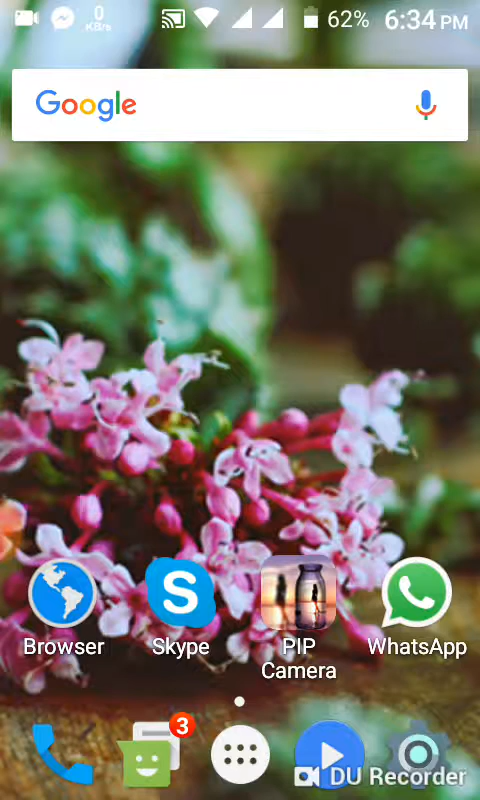 0
KB/s
62%
6:34 PM
Google
Browser
Skype
PIP
Camera
WhatsApp
3
DU Recorder